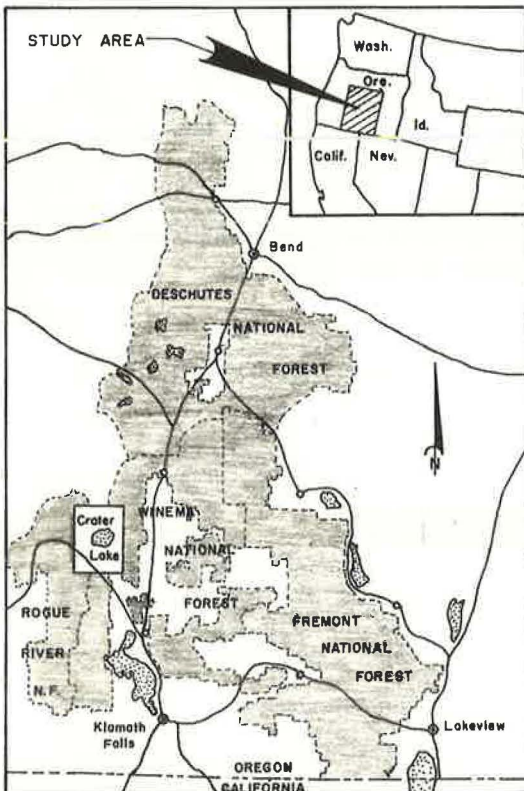 STUDY AREA
Wash.
Ore.
Id.
Calif.
Nev.
Bend
DESCHUTES
NATIONAL
FOREST
N
WINEMA
NATIONAL
FOREST
Crater
Lake
ROGUE
RIVER
N.F.
FREMONT
NATIONAL
FOREST
Klamath
Falls
Lakeview
OREGON
CALIFORNIA